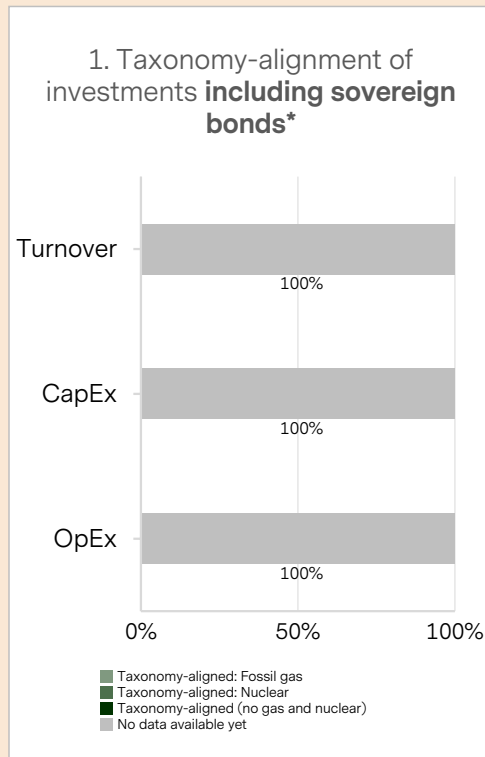 1. Taxonomy-alignment of
investments including sovereign
bonds*
Turnover
100%
CapEx
100%
OpEx
100%
0% 50% 100%
Taxonomy-aligned: Fossil gas
Taxonomy-aligned: Nuclear
Taxonomy-aligned (no gas and nuclear)
No data available yet